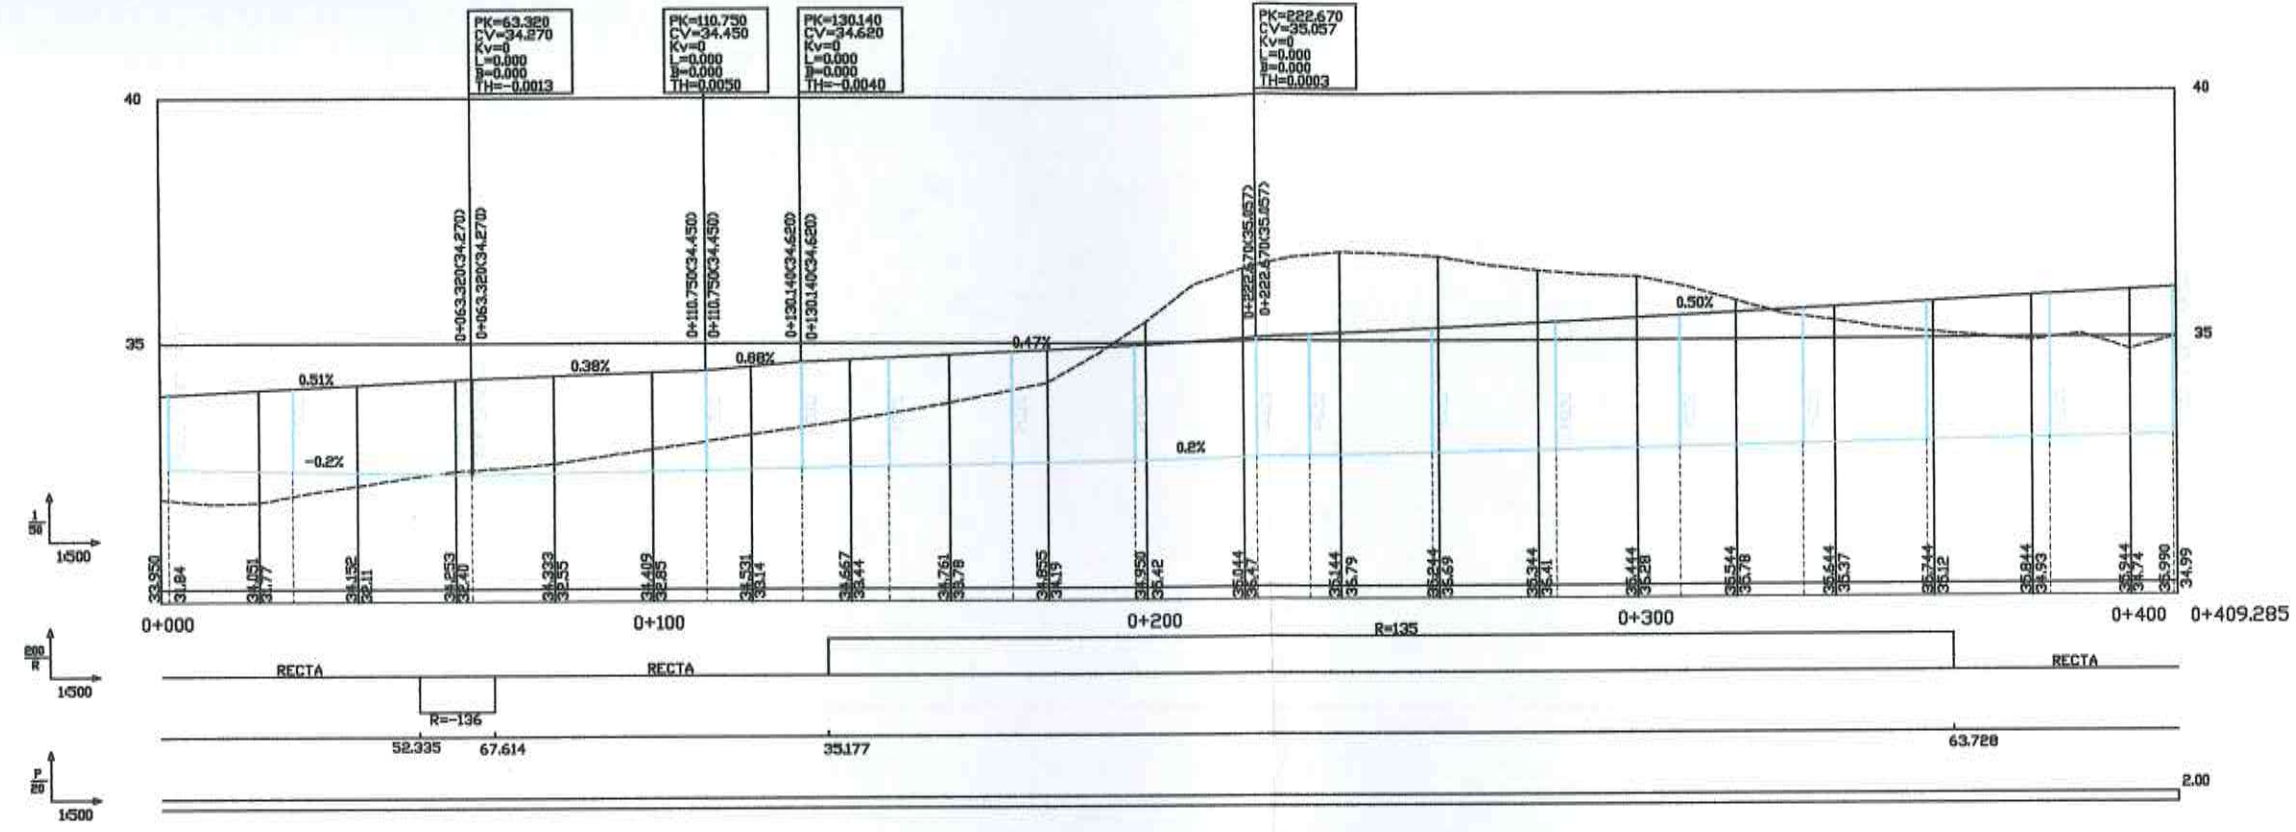 PK=63.320
CV=34.270
Kv=0
L=0.000
B=0.000
TH=-0.0013
PK=110.750
CV=34.450
Kv=0
L=0.000
B=0.000
TH=0.0050
PK=130.140
CV=34.620
Kv=0
L=0.000
B=0.000
TH=-0.0040
PK=222.670
CV=35.057
Kv=0
L=0.000
B=0.000
TH=0.0003
40
40
0+063.320(34.270)
0+063.320(34.270)
0+110.750(34.450)
0+110.750(34.450)
0+130.140(34.620)
0+130.140(34.620)
0+222.670(35.057)
0+222.670(35.057)
35
35
0.51%
0.38%
0.88%
0.47%
0.50%
-0.2%
0.2%
1
50
1:500
33.950
31.84
34.051
31.77
34.152
32.11
34.253
32.40
34.333
32.55
34.409
32.85
34.531
33.14
34.667
33.44
34.761
33.78
34.855
34.19
34.950
35.42
35.044
36.47
35.144
36.79
35.244
36.69
35.344
36.41
35.444
36.28
35.544
35.78
35.644
35.37
35.744
35.12
35.844
34.93
35.944
34.74
35.990
34.99
0+000
0+100
0+200
0+300
0+400
0+409.285
200
R
1:500
RECTA
R=-136
RECTA
R=135
RECTA
52.335
67.614
35.177
63.728
P
20
1:500
2.00